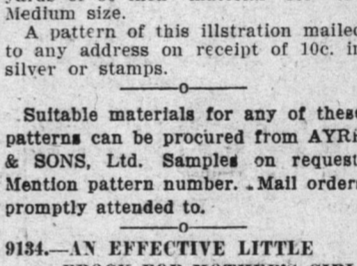 Medium size.
A pattern of this illstration mailed
to any address on receipt of 10c. in
silver or stamps.
Suitable materials for any of these
patterns can be procured from AYRE
& SONS, Ltd. Samples on request
Mention pattern number. Mail orders
promptly attended to.
9134.—AN EFFECTIVE LITTLE